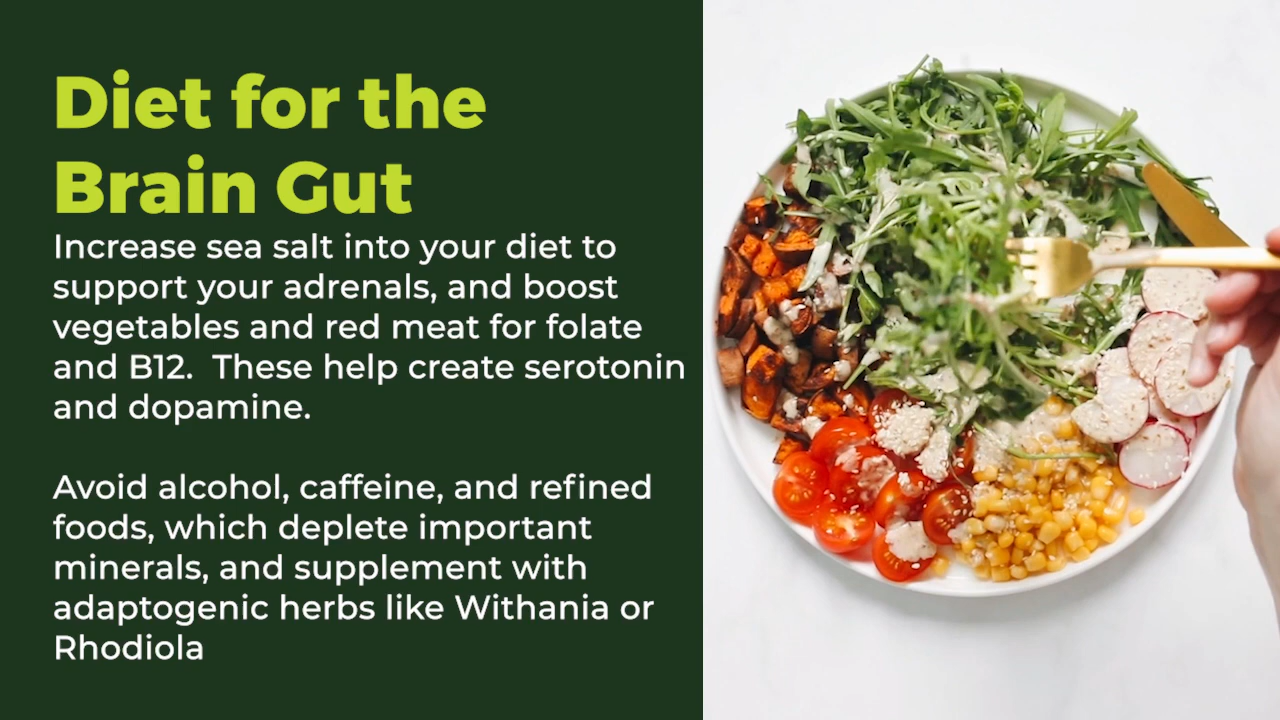 Diet for the
Brain Gut
Increase sea salt into your diet to
support your adrenals, and boost
vegetables and red meat for folate
and B12.  These help create serotonin
and dopamine.
Avoid alcohol, caffeine, and refined
foods, which deplete important
minerals, and supplement with
adaptogenic herbs like Withania or
Rhodiola